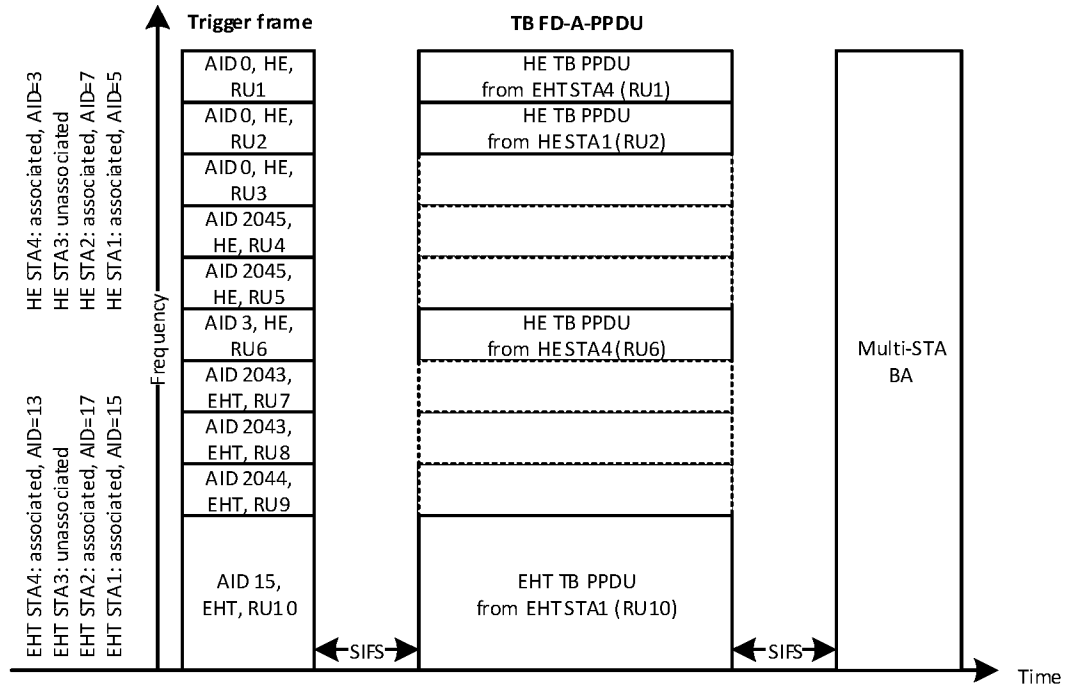 Trigger frame
TB FD-A-PPDU
HE STA4: associated, AID=3
HE STA3: unassociated
HE STA2: associated, AID=7
HE STA1: associated, AID=5
EHT STA4: associated, AID=13
EHT STA3: unassociated
EHT STA2: associated, AID=17
EHT STA1: associated, AID=15
Frequency
AID 0, HE,
RU1
AID 0, HE,
RU2
AID 0, HE,
RU3
AID 2045,
HE, RU4
AID 2045,
HE, RU5
AID 3, HE,
RU6
AID 2043,
EHT, RU7
AID 2043,
EHT, RU8
AID 2044,
EHT, RU9
AID 15,
EHT, RU10
SIFS
HE TB PPDU
from EHT STA4 (RU1)
HE TB PPDU
from HE STA1 (RU2)
HE TB PPDU
from HE STA4 (RU6)
EHT TB PPDU
from EHT STA1 (RU10)
SIFS
Multi-STA
BA
Time